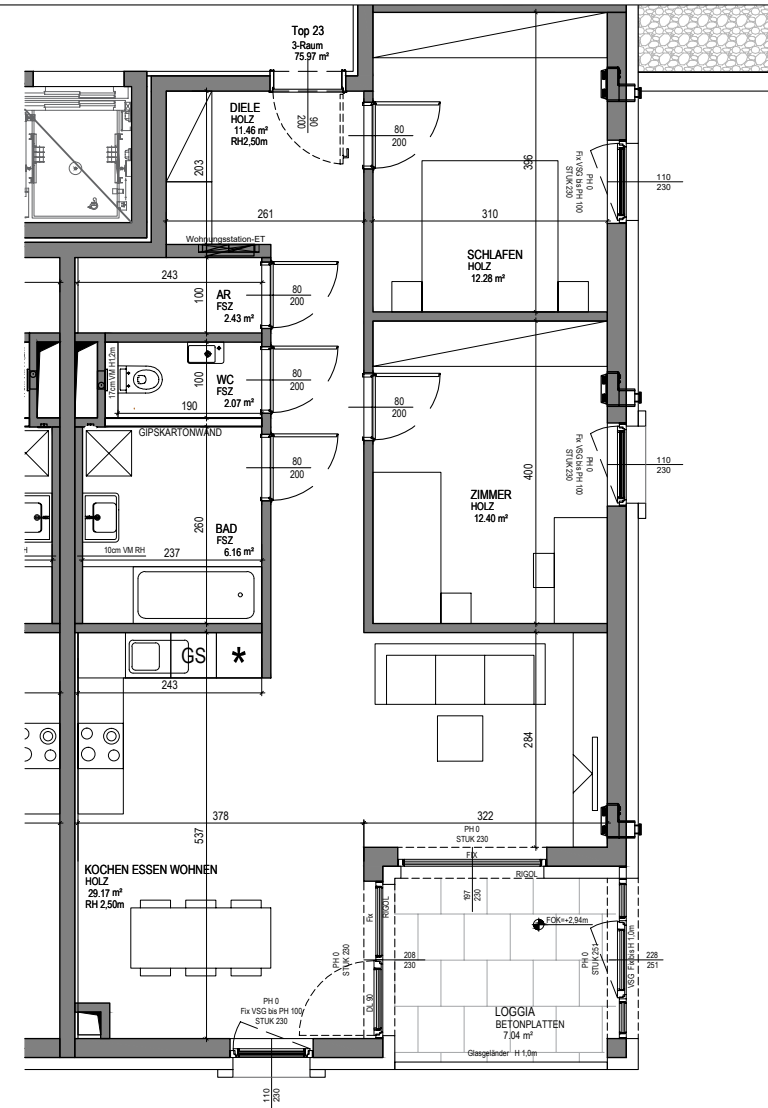 Top 23
3-Raum
75.97 m²
DIELE
HOLZ
11.46 m²
RH2,50m
90
200
80
200
203
396
261
310
Fix VSG bis PH 100
PH 0
STUK 230
110
230
Wohnungsstation-ET
SCHLAFEN
HOLZ
12.28 m²
243
100
AR
FSZ
2.43 m²
80
200
17cm VM H1,2m
100
WC
FSZ
2.07 m²
190
80
200
80
200
GIPSKARTONWAND
80
200
400
Fix VSG bis PH 100
PH 0
STUK 230
110
230
ZIMMER
HOLZ
12.40 m²
260
BAD
FSZ
6.16 m²
10cm VM RH
237
H
GS
*
243
284
378
322
537
PH 0
STUK 230
FIX
RIGOL
197
230
KOCHEN ESSEN WOHNEN
HOLZ
29.17 m²
RH 2,50m
Fix
RIGOL
FOK=+2,94m
PH 0
STUK 230
208
230
PH 0
STUK 251
VSG Fix bis H 1,0m
228
251
DL 90
PH 0
Fix VSG bis PH 100
STUK 230
LOGGIA
BETONPLATTEN
7.04 m²
Glasgeländer H 1,0m
110
230